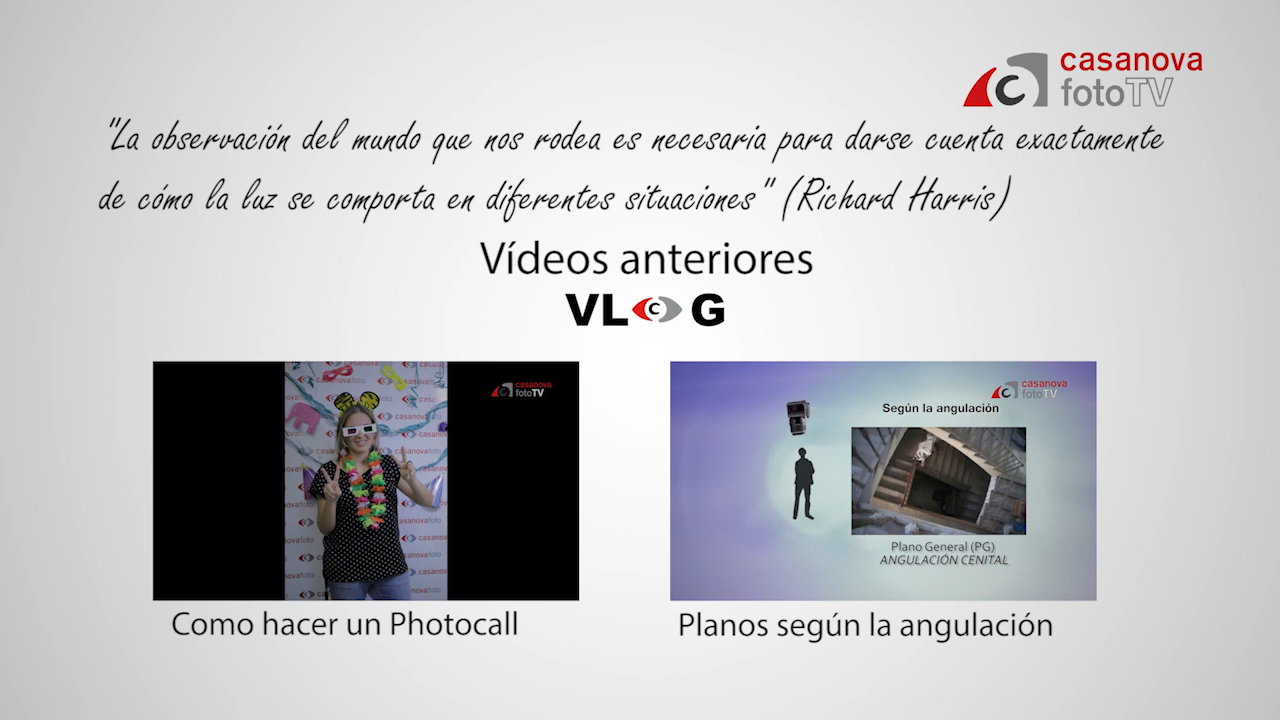 casanova
fotoTV
"La observación del mundo que nos rodea es necesaria para darse cuenta exactamente
de cómo la luz se comporta en diferentes situaciones" (Richard Harris)
Vídeos anteriores
VL C G
casanova
fotoTV
casanovafoto
casanova
fotoTV
Según la angulación
Plano General (PG)
ANGULACIÓN CENITAL
Como hacer un Photocall
Planos según la angulación